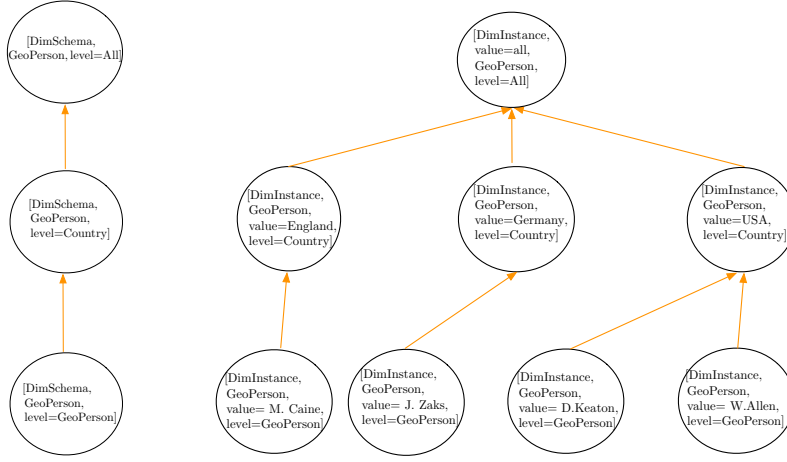 [DimSchema,
GeoPerson, level=All]
[DimInstance,
value=all,
GeoPerson,
level=All]
[DimSchema,
GeoPerson,
level=Country]
[DimInstance,
GeoPerson,
value=England,
level=Country]
[DimInstance,
GeoPerson,
value=Germany,
level=Country]
[DimInstance,
GeoPerson,
value=USA,
level=Country]
[DimSchema,
GeoPerson,
level=GeoPerson]
[DimInstance,
GeoPerson,
value= M. Caine,
level=GeoPerson]
[DimInstance,
GeoPerson,
value= J. Zaks,
level=GeoPerson]
[DimInstance,
GeoPerson,
value= D.Keaton,
level=GeoPerson]
[DimInstance,
GeoPerson,
value= W.Allen,
level=GeoPerson]